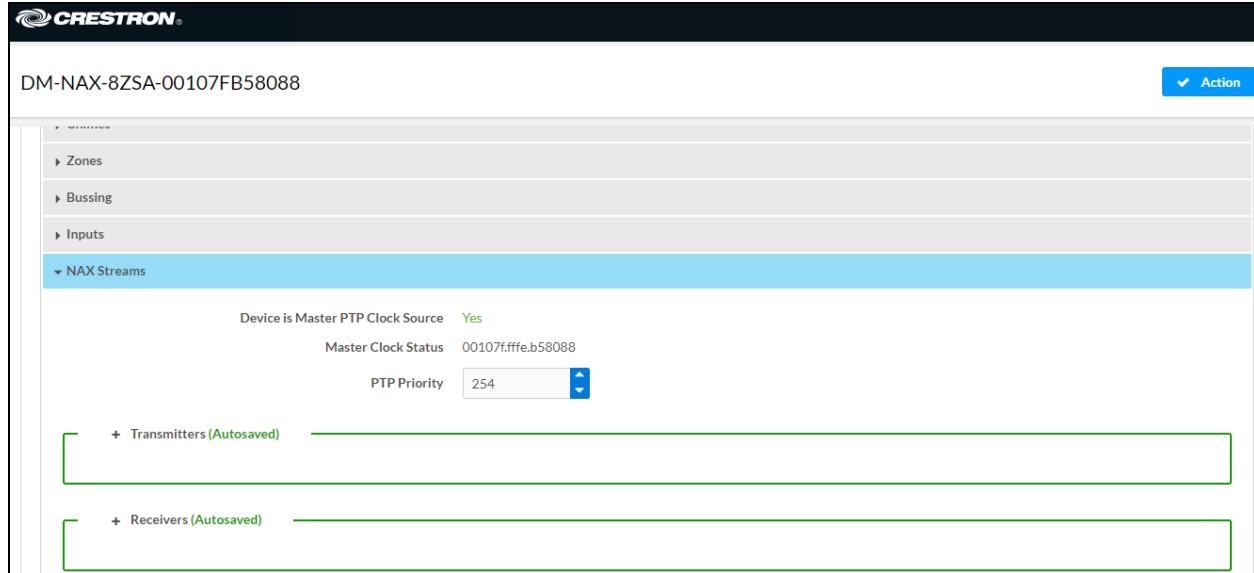 CRESTRON®
DM-NAX-8ZSA-00107FB58088
Action
Zones
Bussing
Inputs
NAX Streams
Device is Master PTP Clock Source Yes
Master Clock Status 00107f.fffe.b58088
PTP Priority 254
+ Transmitters (Autosaved)
+ Receivers (Autosaved)